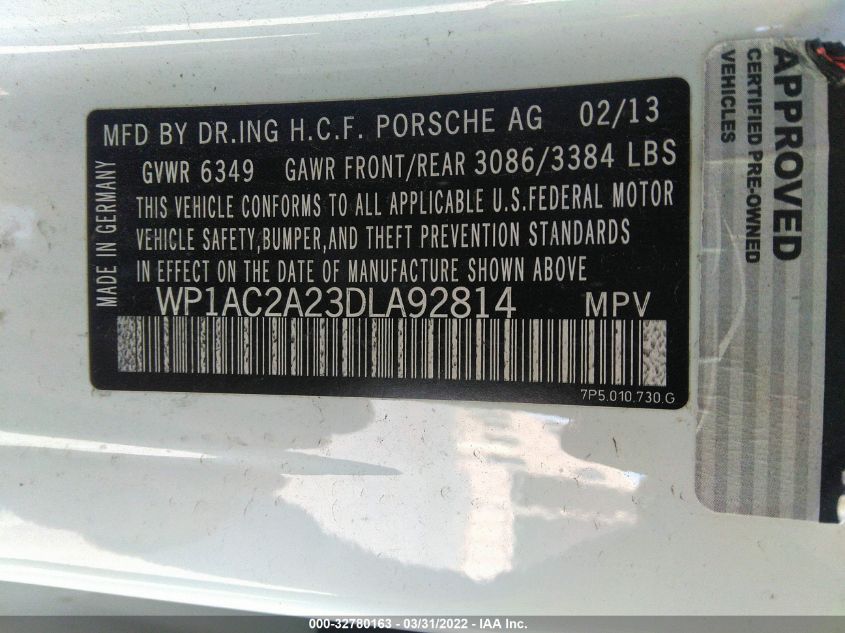 MFD BY DR.ING H.C.F. PORSCHE AG 02/13
GVWR 6349 GAWR FRONT/REAR 3086/3384 LBS
THIS VEHICLE CONFORMS TO ALL APPLICABLE U.S.FEDERAL MOTOR
VEHICLE SAFETY,BUMPER,AND THEFT PREVENTION STANDARDS
IN EFFECT ON THE DATE OF MANUFACTURE SHOWN ABOVE
WP1AC2A23DLA92814 MPV
7P5.010.730.G
MADE IN GERMANY
APPROVED
CERTIFIED PRE-OWNED
VEHICLES
000-32780163 - 03/31/2022 - IAA Inc.